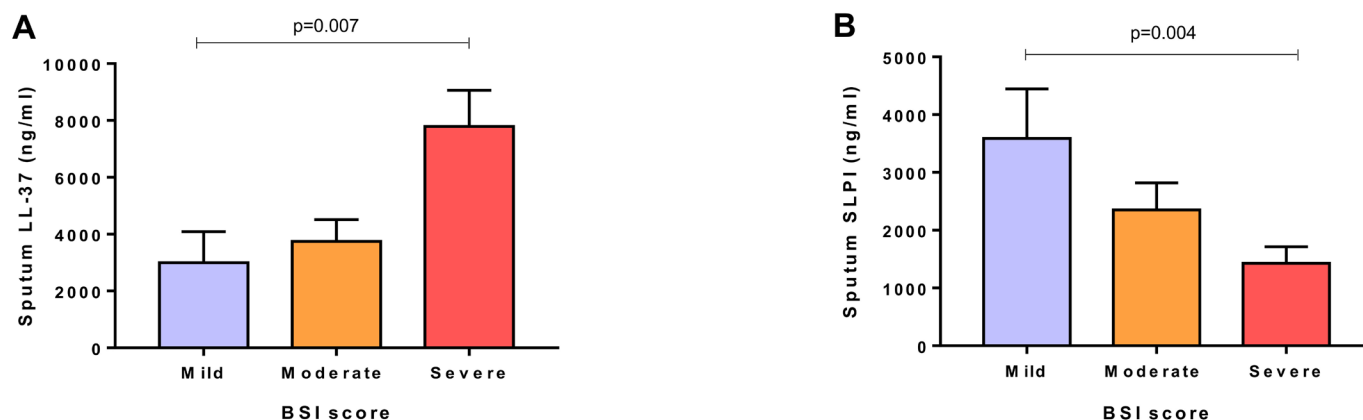 A
p=0.007
Sputum LL-37 (ng/ml)
10000
8000
6000
4000
2000
0
Mild Moderate Severe
BSI score
B
p=0.004
Sputum SLPI (ng/ml)
5000
4000
3000
2000
1000
0
Mild Moderate Severe
BSI score